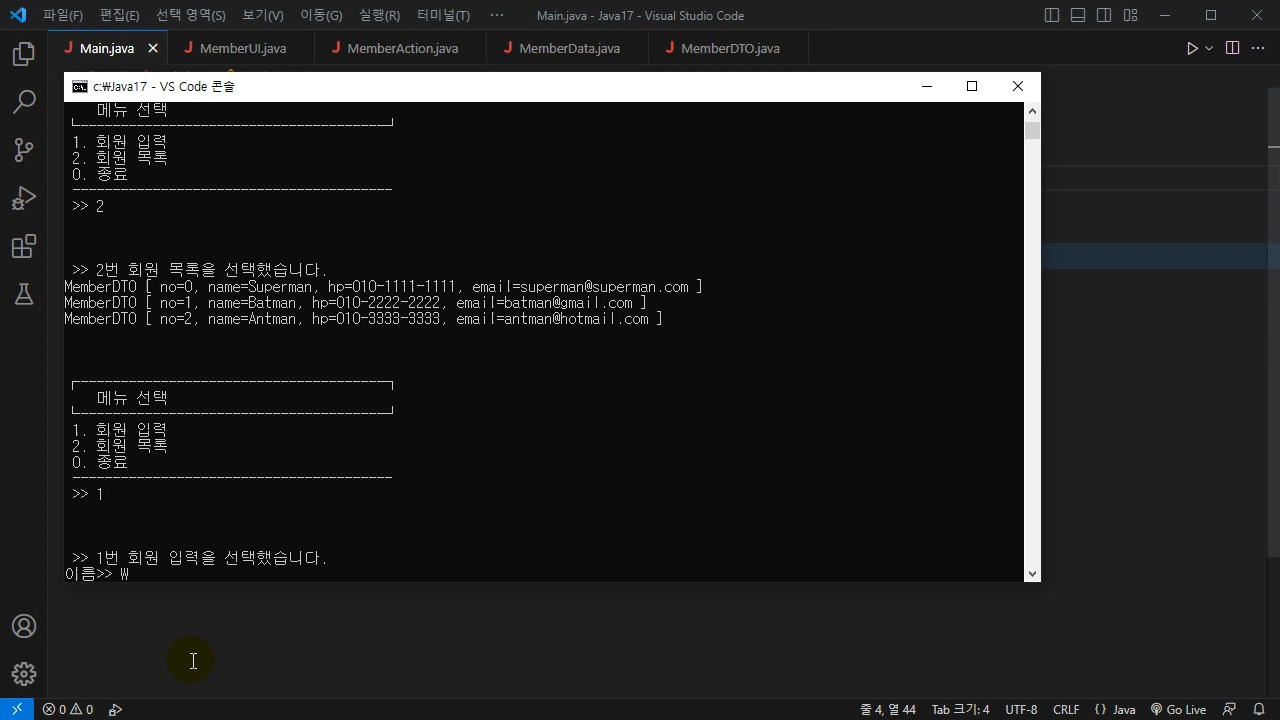 파일(F) 편집(E) 선택 영역(S) 보기(V) 이동(G) 실행(R) 터미널(T) ··· Main.java - Java17 - Visual Studio Code
Main.java MemberUI.java MemberAction.java MemberData.java MemberDTO.java
c:₩Java17 - VS Code 콘솔
메뉴 선택
1. 회원 입력
2. 회원 목록
0. 종료
----------------------------------------
>> 2
>> 2번 회원 목록을 선택했습니다.
MemberDTO [ no=0, name=Superman, hp=010-1111-1111, email=superman@superman.com ]
MemberDTO [ no=1, name=Batman, hp=010-2222-2222, email=batman@gmail.com ]
MemberDTO [ no=2, name=Antman, hp=010-3333-3333, email=antman@hotmail.com ]
메뉴 선택
1. 회원 입력
2. 회원 목록
0. 종료
----------------------------------------
>> 1
>> 1번 회원 입력을 선택했습니다.
이름>> W
0 0 줄 4, 열 44 Tab 크기: 4 UTF-8 CRLF {} Java Go Live